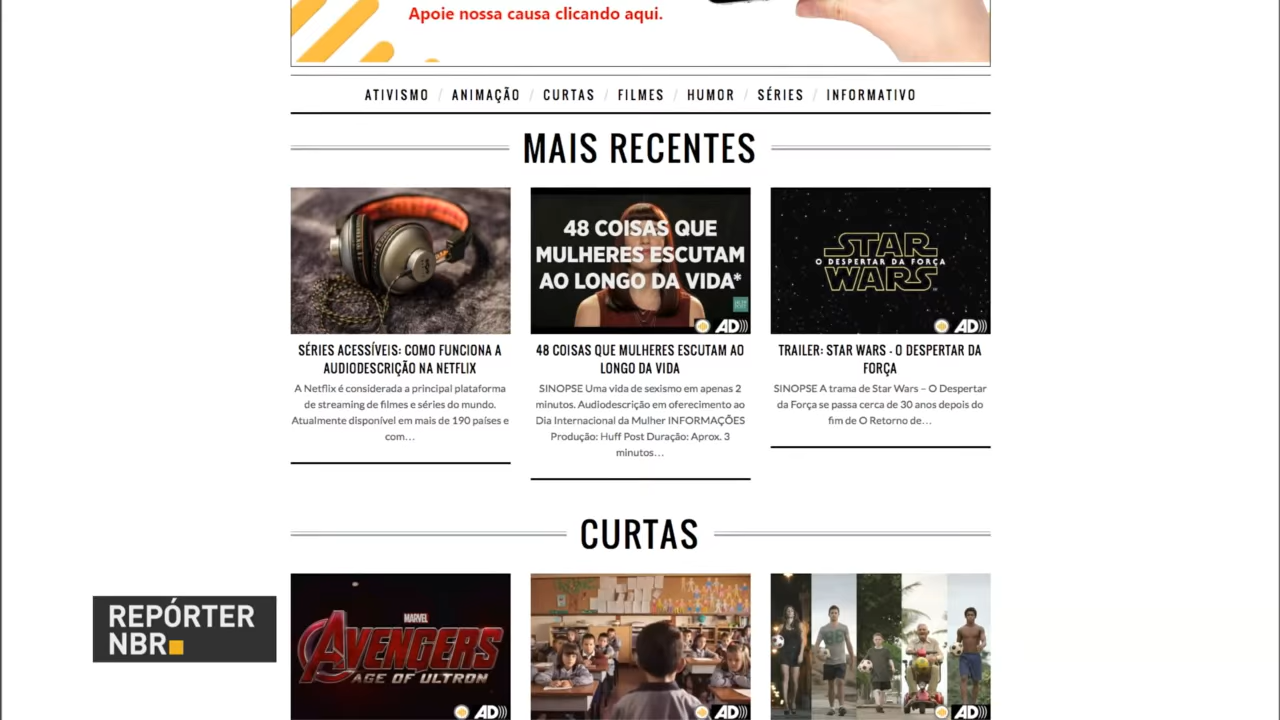 Apoie nossa causa clicando aqui.
ATIVISMO / ANIMAÇÃO / CURTAS / FILMES / HUMOR / SÉRIES / INFORMATIVO
MAIS RECENTES
48 COISAS QUE
MULHERES ESCUTAM
AO LONGO DA VIDA*
AD
STAR
O DESPERTAR DA FORÇA
WARS
AD
SÉRIES ACESSÍVEIS: COMO FUNCIONA A
AUDIODESCRIÇÃO NA NETFLIX
A Netflix é considerada a principal plataforma
de streaming de filmes e séries do mundo.
Atualmente disponível em mais de 190 países e
com…
48 COISAS QUE MULHERES ESCUTAM AO
LONGO DA VIDA
SINOPSE Uma vida de sexismo em apenas 2
minutos. Audiodescrição em oferecimento ao
Dia Internacional da Mulher INFORMAÇÕES
Produção: Huff Post Duração: Aprox. 3
minutos…
TRAILER: STAR WARS - O DESPERTAR DA
FORÇA
SINOPSE A trama de Star Wars – O Despertar
da Força se passa cerca de 30 anos depois do
fim de O Retorno de…
CURTAS
MARVEL
AVENGERS
AGE OF ULTRON
AD
AD
AD
REPÓRTER
NBR